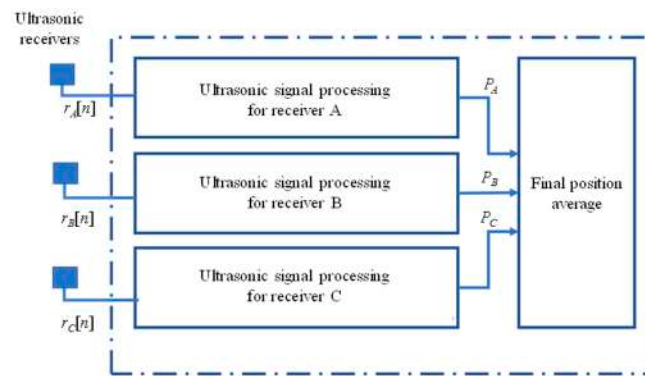 Ultrasonic
receivers
r_A[n]
Ultrasonic signal processing
for receiver A
P_A
r_B[n]
Ultrasonic signal processing
for receiver B
P_B
r_C[n]
Ultrasonic signal processing
for receiver C
P_C
Final position
average